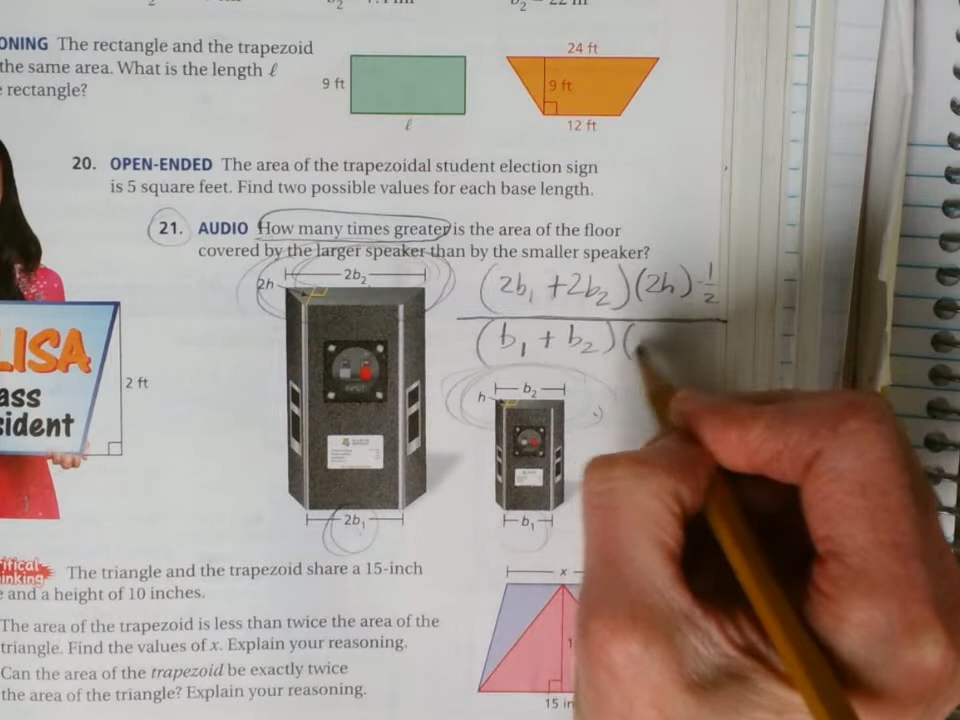 ONING The rectangle and the trapezoid
the same area. What is the length ℓ
rectangle?
9 ft
ℓ
24 ft
9 ft
12 ft
20. OPEN-ENDED The area of the trapezoidal student election sign
is 5 square feet. Find two possible values for each base length.
21. AUDIO How many times greater is the area of the floor
covered by the larger speaker than by the smaller speaker?
2h
2b₂
2b₁
(2b₁ + 2b₂)(2h) · 1/2
(b₁ + b₂)(
h
b₂
b₁
LISA
ass
sident
2 ft
itical
inking
The triangle and the trapezoid share a 15-inch
and a height of 10 inches.
The area of the trapezoid is less than twice the area of the
triangle. Find the values of x. Explain your reasoning.
Can the area of the trapezoid be exactly twice
the area of the triangle? Explain your reasoning.
x
15 in